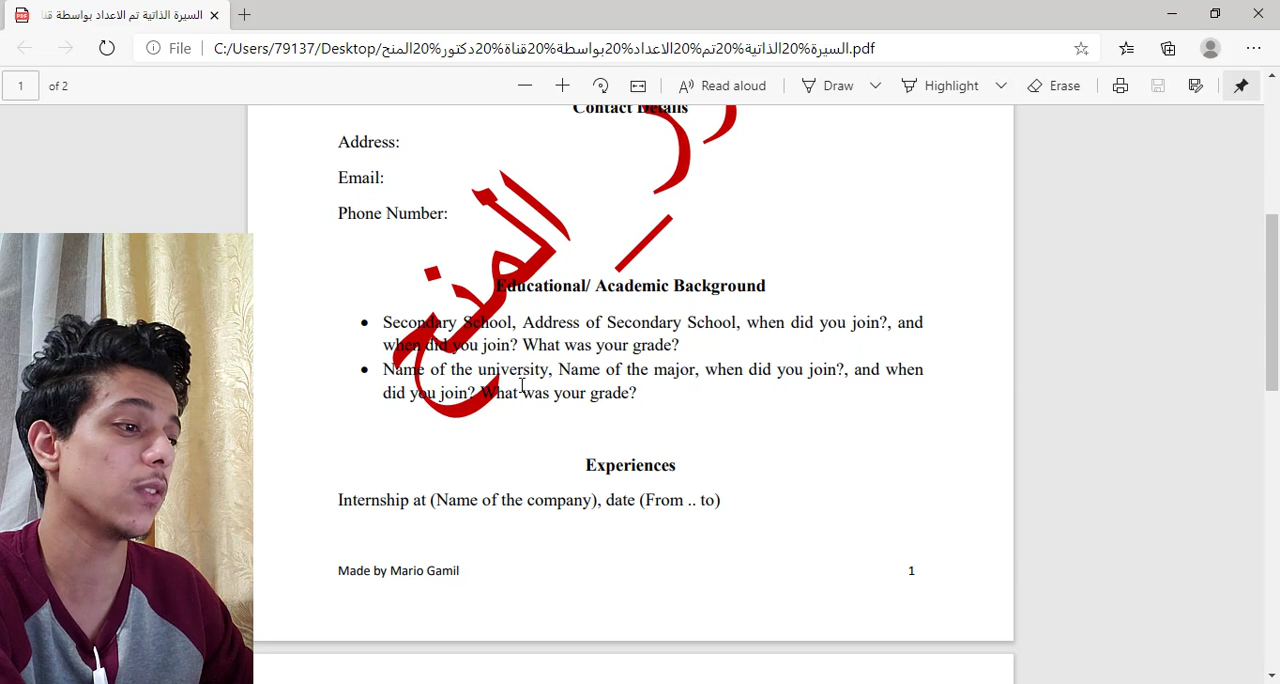 السيرة الذاتية تم الاعداد بواسطة قنا
File
C:/Users/79137/Desktop/السيرة%20الذاتية%20تم%20الاعداد%20بواسطة%20قناة%20دكتور%20المنح.pdf
1 of 2
Read aloud
Draw
Highlight
Erase
Contact Details
Address:
Email:
Phone Number:
المنح
Educational/ Academic Background
• Secondary School, Address of Secondary School, when did you join?, and
when did you join? What was your grade?
• Name of the university, Name of the major, when did you join?, and when
did you join? What was your grade?
Experiences
Internship at (Name of the company), date (From .. to)
Made by Mario Gamil
1